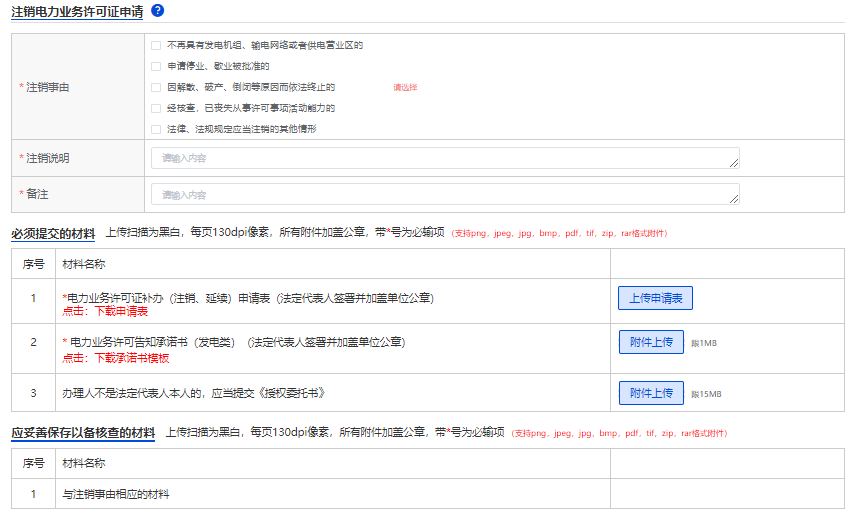 注销电力业务许可证申请 ?
不再具有发电机组、输电网络或者供电营业区的
申请停业、歇业被批准的
* 注销事由
因解散、破产、倒闭等原因而依法终止的
请选择
经核查，已丧失从事许可事项活动能力的
法律、法规规定应当注销的其他情形
* 注销说明
请输入内容
* 备注
请输入内容
必须提交的材料 上传扫描为黑白，每页130dpi像素，所有附件加盖公章，带*号为必输项 （支持png，jpeg，jpg，bmp，pdf，tif，zip，rar格式附件）
序号 材料名称
1 *电力业务许可证补办（注销、延续）申请表（法定代表人签署并加盖单位公章） 上传申请表
点击：下载申请表
2 * 电力业务许可告知承诺书（发电类）（法定代表人签署并加盖单位公章） 附件上传 限1MB
点击：下载承诺书模板
3 办理人不是法定代表人本人的，应当提交《授权委托书》 附件上传 限15MB
应妥善保存以备核查的材料 上传扫描为黑白，每页130dpi像素，所有附件加盖公章，带*号为必输项 （支持png，jpeg，jpg，bmp，pdf，tif，zip，rar格式附件）
序号 材料名称
1 与注销事由相应的材料